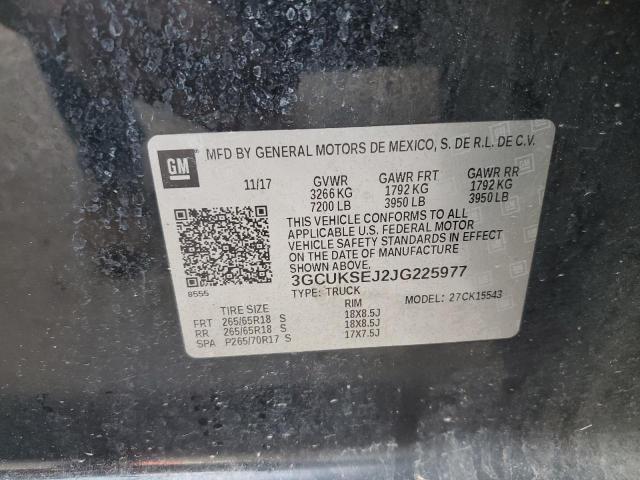 GM
MFD BY GENERAL MOTORS DE MEXICO, S. DE R.L. DE C.V.
11/17 GVWR GAWR FRT GAWR RR
3266 KG 1792 KG 1792 KG
7200 LB 3950 LB 3950 LB
THIS VEHICLE CONFORMS TO ALL
APPLICABLE U.S. FEDERAL MOTOR
VEHICLE SAFETY STANDARDS IN EFFECT
ON THE DATE OF MANUFACTURE
SHOWN ABOVE.
8555 3GCUKSEJ2JG225977
TYPE: TRUCK MODEL: 27CK15543
TIRE SIZE RIM
FRT 265/65R18 S 18X8.5J
RR 265/65R18 S 18X8.5J
SPA P265/70R17 S 17X7.5J